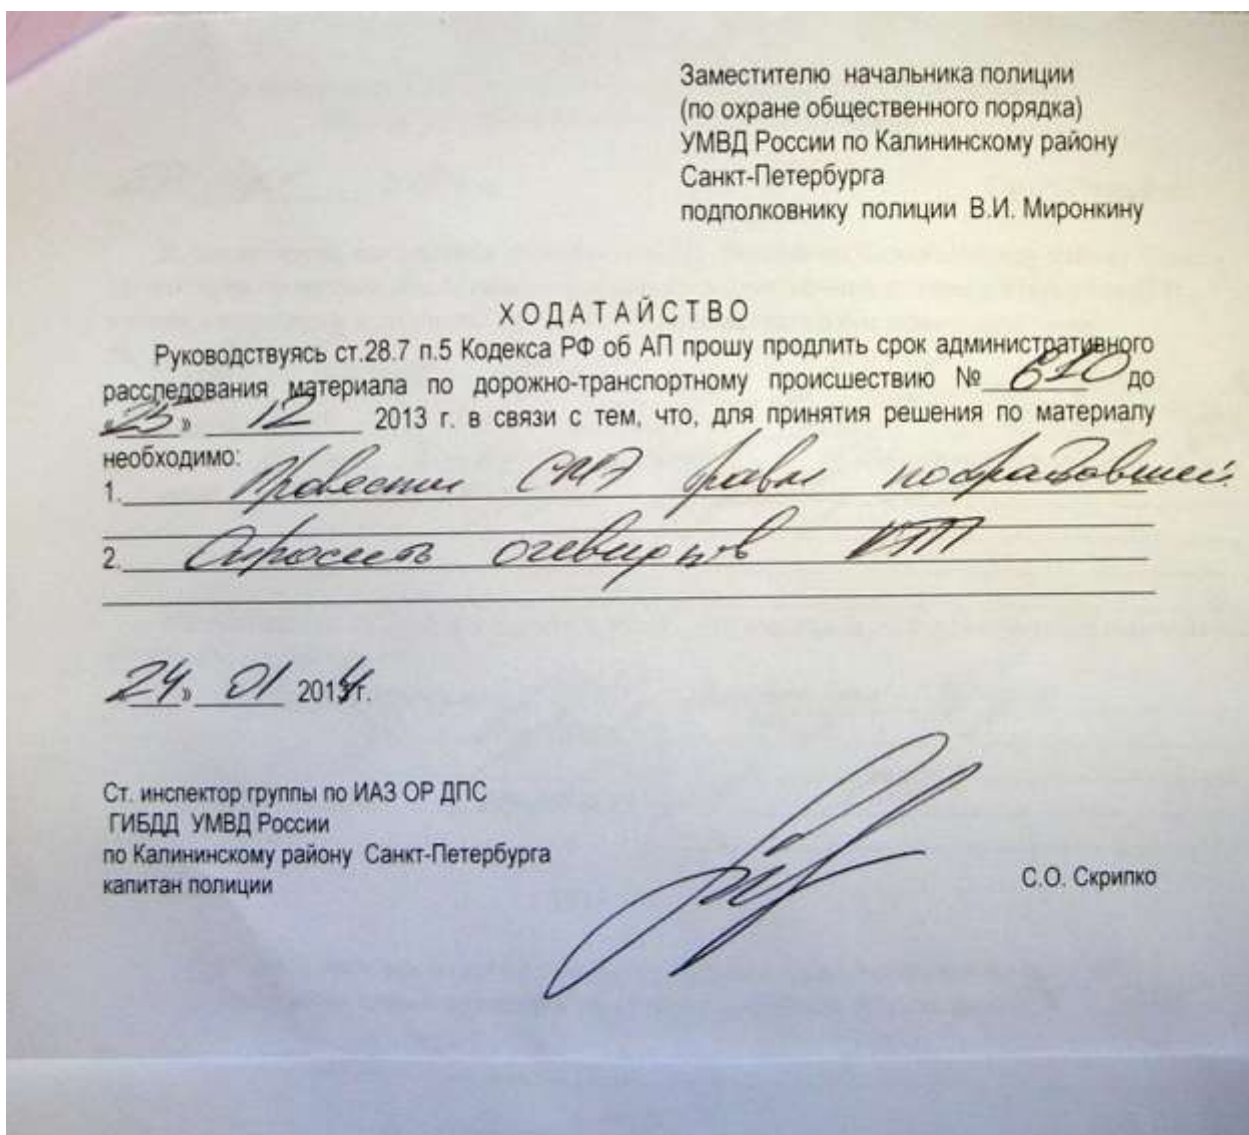 Заместителю начальника полиции
(по охране общественного порядка)
УМВД России по Калининскому району
Санкт-Петербурга
подполковнику полиции В.И. Миронкину
ХОДАТАЙСТВО
Руководствуясь ст.28.7 п.5 Кодекса РФ об АП прошу продлить срок административного
расследования материала по дорожно-транспортному происшествию № 610 до
«25» 12 2013 г. в связи с тем, что, для принятия решения по материалу
необходимо:
1. Провести СМЭ травм пострадавшей
2. Опросить очевидцев ДТП
«24» 01 2014 г.
Ст. инспектор группы по ИАЗ ОР ДПС
ГИБДД УМВД России
по Калининскому району Санкт-Петербурга
капитан полиции
С.О. Скрипко